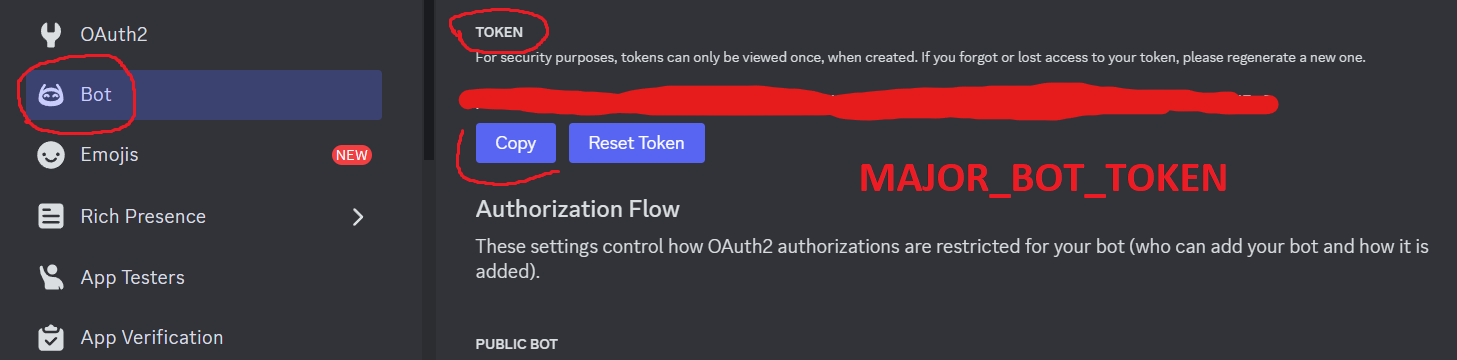 OAuth2
Bot
Emojis NEW
Rich Presence
App Testers
App Verification
TOKEN
For security purposes, tokens can only be viewed once, when created. If you forgot or lost access to your token, please regenerate a new one.
Copy Reset Token
MAJOR_BOT_TOKEN
Authorization Flow
These settings control how OAuth2 authorizations are restricted for your bot (who can add your bot and how it is
added).
PUBLIC BOT